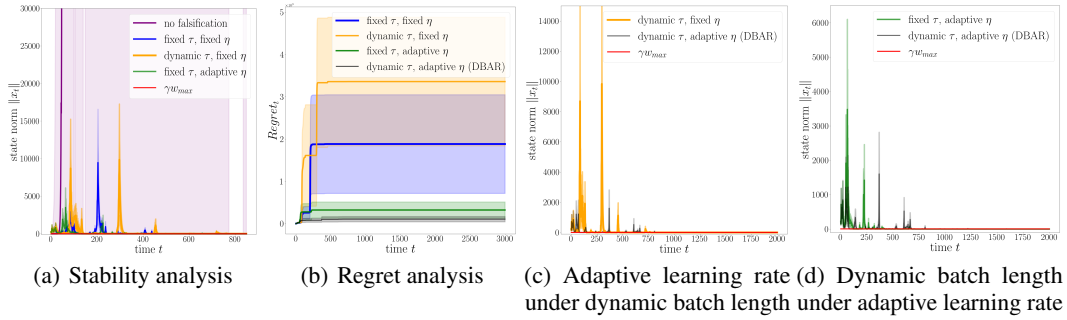 30000
25000
20000
15000
10000
5000
0
state norm ‖x_t‖
no falsification
fixed τ, fixed η
dynamic τ, fixed η
fixed τ, adaptive η
γw_max
0 200 400 600 800
time t
(a) Stability analysis
5
4
3
2
1
0
Regret_t
fixed τ, fixed η
dynamic τ, fixed η
fixed τ, adaptive η
dynamic τ, adaptive η (DBAR)
0 500 1000 1500 2000 2500 3000
time t
(b) Regret analysis
14000
12000
10000
8000
6000
4000
2000
0
state norm ‖x_t‖
dynamic τ, fixed η
dynamic τ, adaptive η (DBAR)
γw_max
0 250 500 750 1000 1250 1500 1750 2000
time t
(c) Adaptive learning rate
under dynamic batch length
6000
5000
4000
3000
2000
1000
0
state norm ‖x_t‖
fixed τ, adaptive η
dynamic τ, adaptive η (DBAR)
γw_max
0 250 500 750 1000 1250 1500 1750 2000
time t
(d) Dynamic batch length
under adaptive learning rate